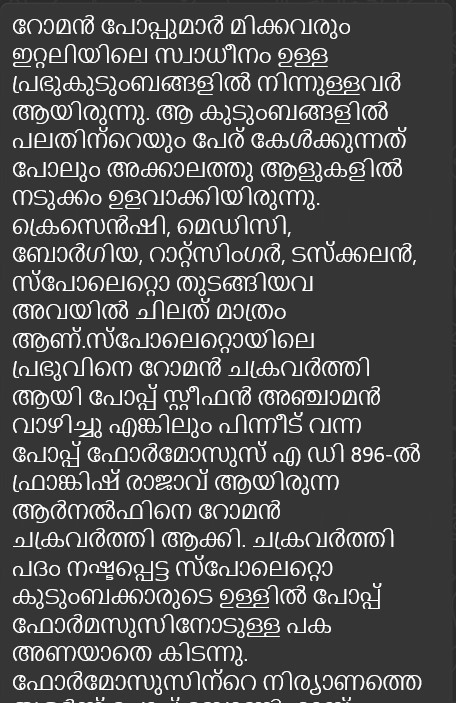 റോമൻ പോപ്പുമാർ മിക്കവരും
ഇറ്റലിയിലെ സ്വാധീനം ഉള്ള
പ്രഭുകുടുംബങ്ങളിൽ നിന്നുള്ളവർ
ആയിരുന്നു. ആ കുടുംബങ്ങളിൽ
പലതിന്റെയും പേര് കേൾക്കുന്നത്
പോലും അക്കാലത്തു ആളുകളിൽ
നടുക്കം ഉളവാക്കിയിരുന്നു.
ക്രെസെൻഷി, മെഡിസി,
ബോർഗിയ, റാറ്റ്സിംഗർ, ടസ്ക്കലൻ,
സ്പോലെറ്റൊ തുടങ്ങിയവ
അവയിൽ ചിലത് മാത്രം
ആണ്.സ്പോലെറ്റൊയിലെ
പ്രഭുവിനെ റോമൻ ചക്രവർത്തി
ആയി പോപ്പ് സ്റ്റീഫൻ അഞ്ചാമൻ
വാഴിച്ചു എങ്കിലും പിന്നീട് വന്ന
പോപ്പ് ഫോർമോസുസ് എ ഡി 896-ൽ
ഫ്രാങ്കിഷ് രാജാവ് ആയിരുന്ന
ആർനൽഫിനെ റോമൻ
ചക്രവർത്തി ആക്കി. ചക്രവർത്തി
പദം നഷ്ടപ്പെട്ട സ്പോലെറ്റൊ
കുടുംബക്കാരുടെ ഉള്ളിൽ പോപ്പ്
ഫോർമസുസിനോടുള്ള പക
അണയാതെ കിടന്നു.
ഫോർമോസുസിന്റെ നിര്യാണത്തെ